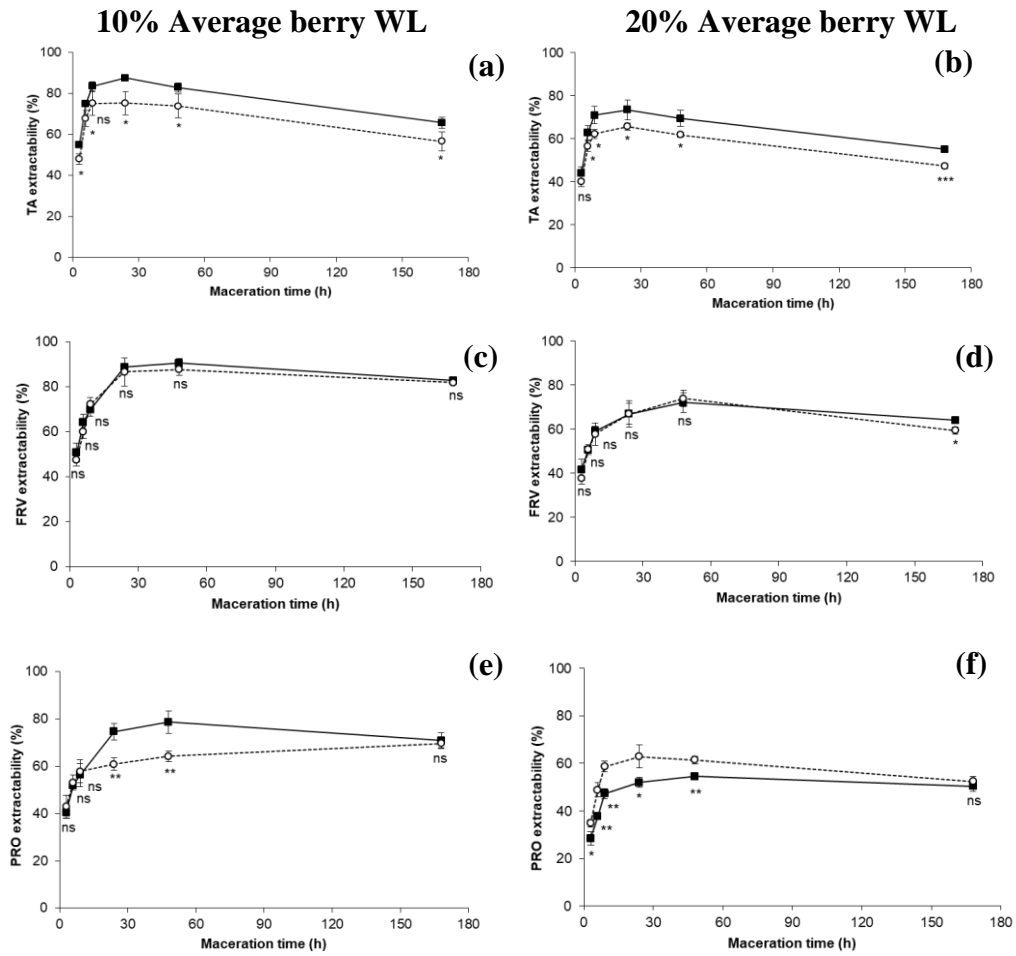 10% Average berry WL
20% Average berry WL
(a)
TA extractability (%)
100
80
60
40
20
0
* ns * * * *
0 30 60 90 120 150 180
Maceration time (h)
(b)
TA extractability (%)
100
80
60
40
20
0
ns * * * * ***
0 30 60 90 120 150 180
Maceration time (h)
(c)
FRV extractability (%)
100
80
60
40
20
0
ns ns ns ns ns ns
0 30 60 90 120 150 180
Maceration time (h)
(d)
FRV extractability (%)
100
80
60
40
20
0
ns ns ns ns ns *
0 30 60 90 120 150 180
Maceration time (h)
(e)
PRO extractability (%)
100
80
60
40
20
0
ns ns ns ** **
0 30 60 90 120 150 180
Maceration time (h)
(f)
PRO extractability (%)
100
80
60
40
20
0
* ** ** * ** ns
0 30 60 90 120 150 180
Maceration time (h)